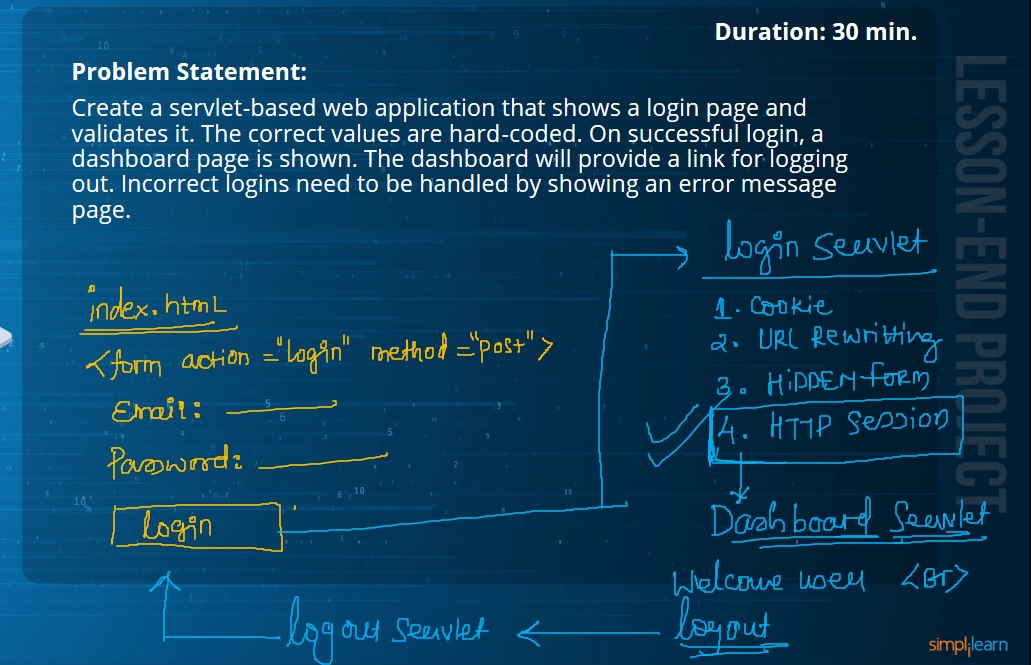 Duration: 30 min.
Problem Statement:
Create a servlet-based web application that shows a login page and
validates it. The correct values are hard-coded. On successful login, a
dashboard page is shown. The dashboard will provide a link for logging
out. Incorrect logins need to be handled by showing an error message
page.
LESSON-END PROJECT
index.html
<form action ="login" method ="post">
Email:
Password:
login
login servlet
1. Cookie
2. URL Rewritting
3. HIDDEN form
4. HTTP Session
Dashboard Servlet
Welcome user <br>
logout
logout servlet
simplilearn